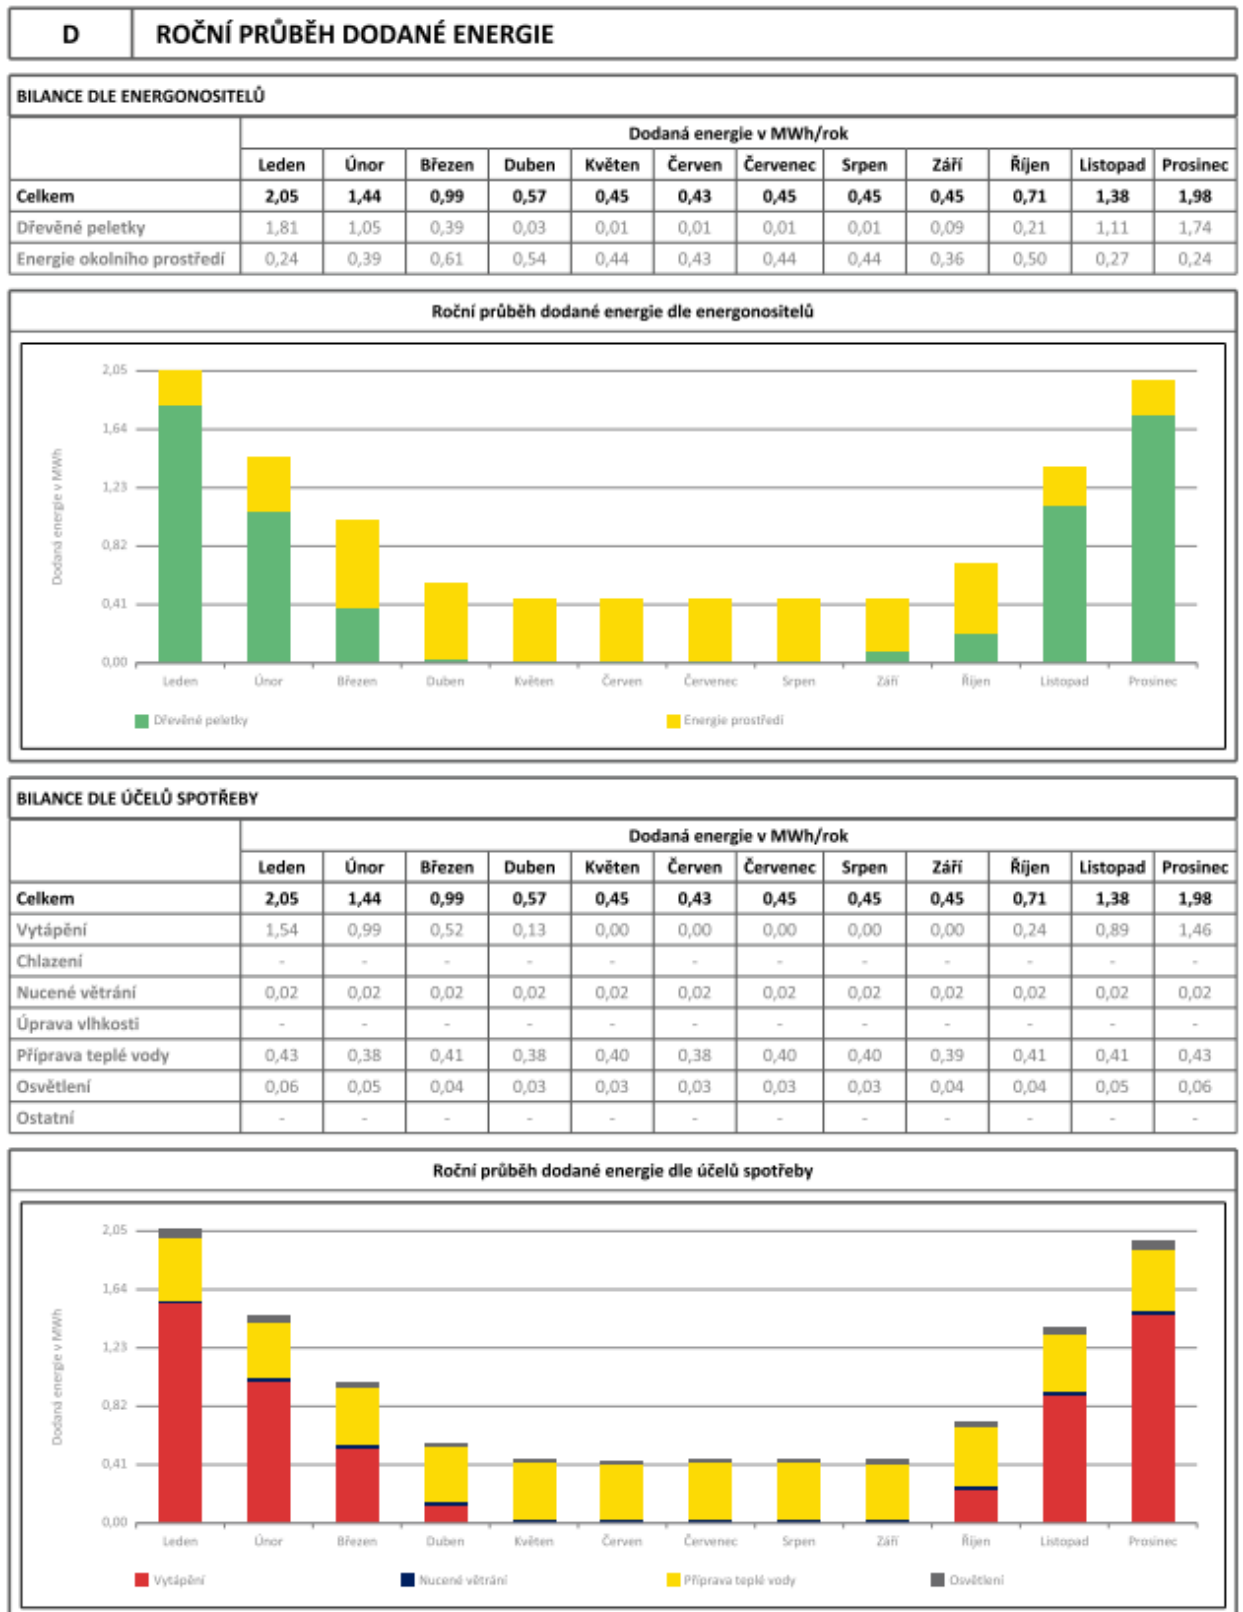 D ROČNÍ PRŮBĚH DODANÉ ENERGIE
BILANCE DLE ENERGONOSITELŮ
Dodaná energie v MWh/rok
Leden Únor Březen Duben Květen Červen Červenec Srpen Září Říjen Listopad Prosinec
Celkem 2,05 1,44 0,99 0,57 0,45 0,43 0,45 0,45 0,45 0,71 1,38 1,98
Dřevěné peletky 1,81 1,05 0,39 0,03 0,01 0,01 0,01 0,01 0,09 0,21 1,11 1,74
Energie okolního prostředí 0,24 0,39 0,61 0,54 0,44 0,43 0,44 0,44 0,36 0,50 0,27 0,24
Roční průběh dodané energie dle energonositelů
Dodaná energie v MWh
2,05
1,64
1,23
0,82
0,41
0,00
Leden Únor Březen Duben Květen Červen Červenec Srpen Září Říjen Listopad Prosinec
Dřevěné peletky Energie prostředí
BILANCE DLE ÚČELŮ SPOTŘEBY
Dodaná energie v MWh/rok
Leden Únor Březen Duben Květen Červen Červenec Srpen Září Říjen Listopad Prosinec
Celkem 2,05 1,44 0,99 0,57 0,45 0,43 0,45 0,45 0,45 0,71 1,38 1,98
Vytápění 1,54 0,99 0,52 0,13 0,00 0,00 0,00 0,00 0,00 0,24 0,89 1,46
Chlazení - - - - - - - - - - - -
Nucené větrání 0,02 0,02 0,02 0,02 0,02 0,02 0,02 0,02 0,02 0,02 0,02 0,02
Úprava vlhkosti - - - - - - - - - - - -
Příprava teplé vody 0,43 0,38 0,41 0,38 0,40 0,38 0,40 0,40 0,39 0,41 0,41 0,43
Osvětlení 0,06 0,05 0,04 0,03 0,03 0,03 0,03 0,03 0,04 0,04 0,05 0,06
Ostatní - - - - - - - - - - - -
Roční průběh dodané energie dle účelů spotřeby
Dodaná energie v MWh
2,05
1,64
1,23
0,82
0,41
0,00
Leden Únor Březen Duben Květen Červen Červenec Srpen Září Říjen Listopad Prosinec
Vytápění Nucené větrání Příprava teplé vody Osvětlení